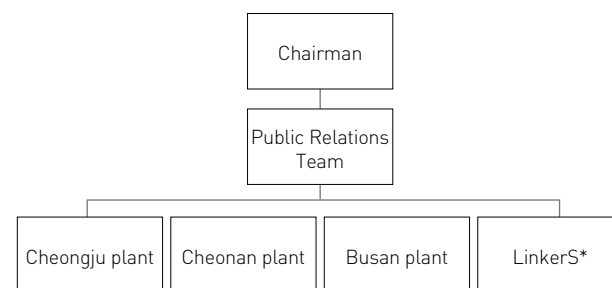 Chairman
Public Relations
Team
Cheongju plant
Cheonan plant
Busan plant
LinkerS*